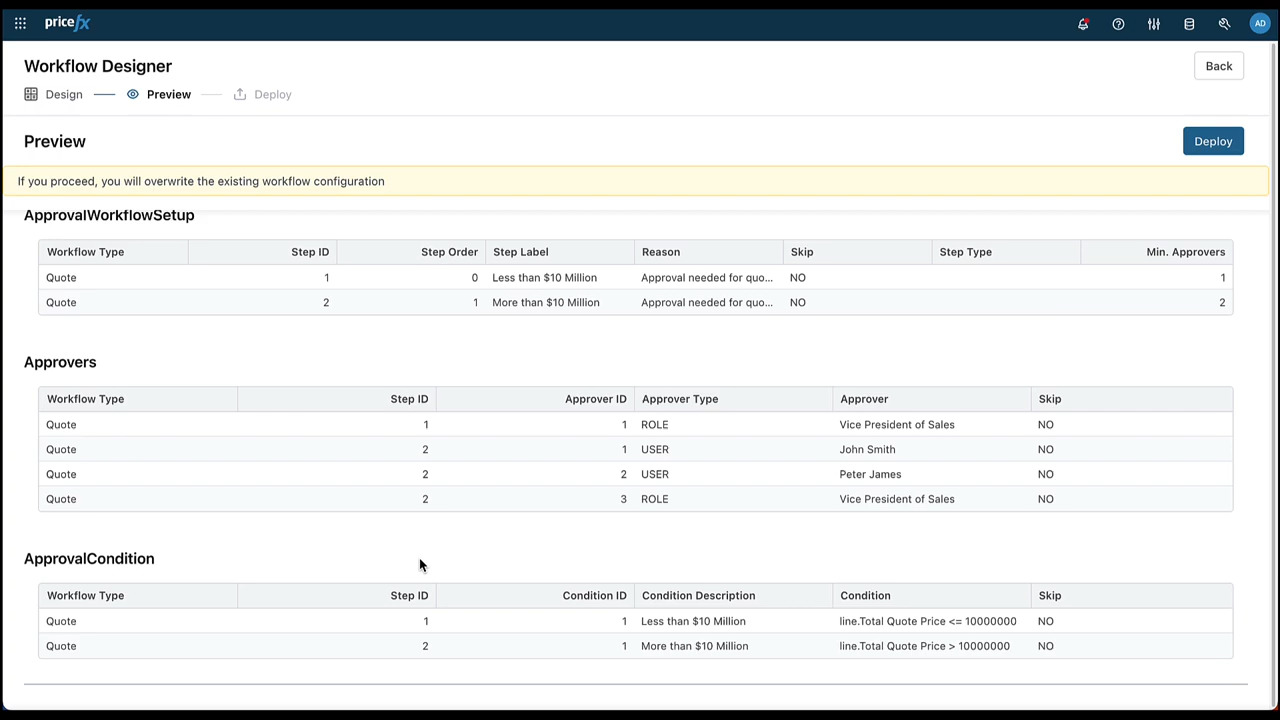 pricefx
AD
Workflow Designer
Back
Design Preview Deploy
Preview
Deploy
If you proceed, you will overwrite the existing workflow configuration
ApprovalWorkflowSetup
Workflow Type Step ID Step Order Step Label Reason Skip Step Type Min. Approvers
Quote 1 0 Less than $10 Million Approval needed for quo... NO 1
Quote 2 1 More than $10 Million Approval needed for quo... NO 2
Approvers
Workflow Type Step ID Approver ID Approver Type Approver Skip
Quote 1 1 ROLE Vice President of Sales NO
Quote 2 1 USER John Smith NO
Quote 2 2 USER Peter James NO
Quote 2 3 ROLE Vice President of Sales NO
ApprovalCondition
Workflow Type Step ID Condition ID Condition Description Condition Skip
Quote 1 1 Less than $10 Million line.Total Quote Price <= 10000000 NO
Quote 2 1 More than $10 Million line.Total Quote Price > 10000000 NO